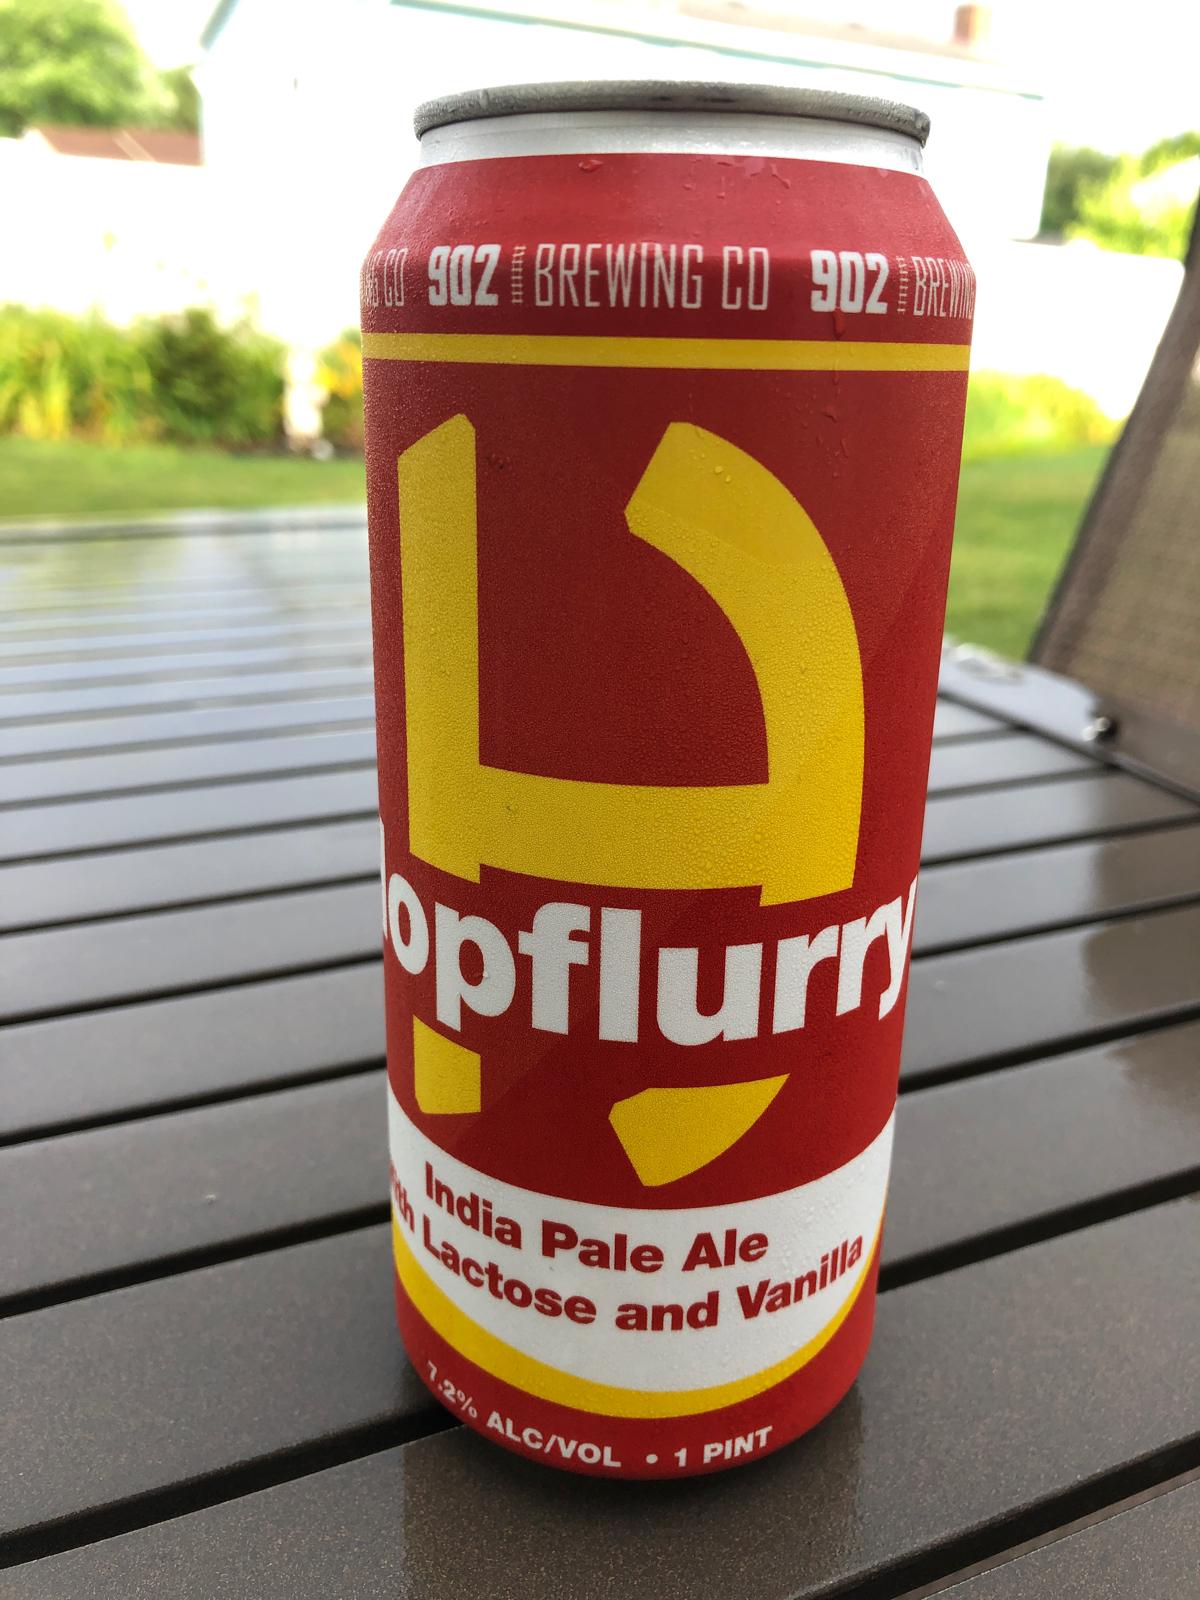 902 BREWING CO 902
opflurry
India Pale Ale
Lactose and Vanilla
7.2% ALC/VOL • 1 PINT